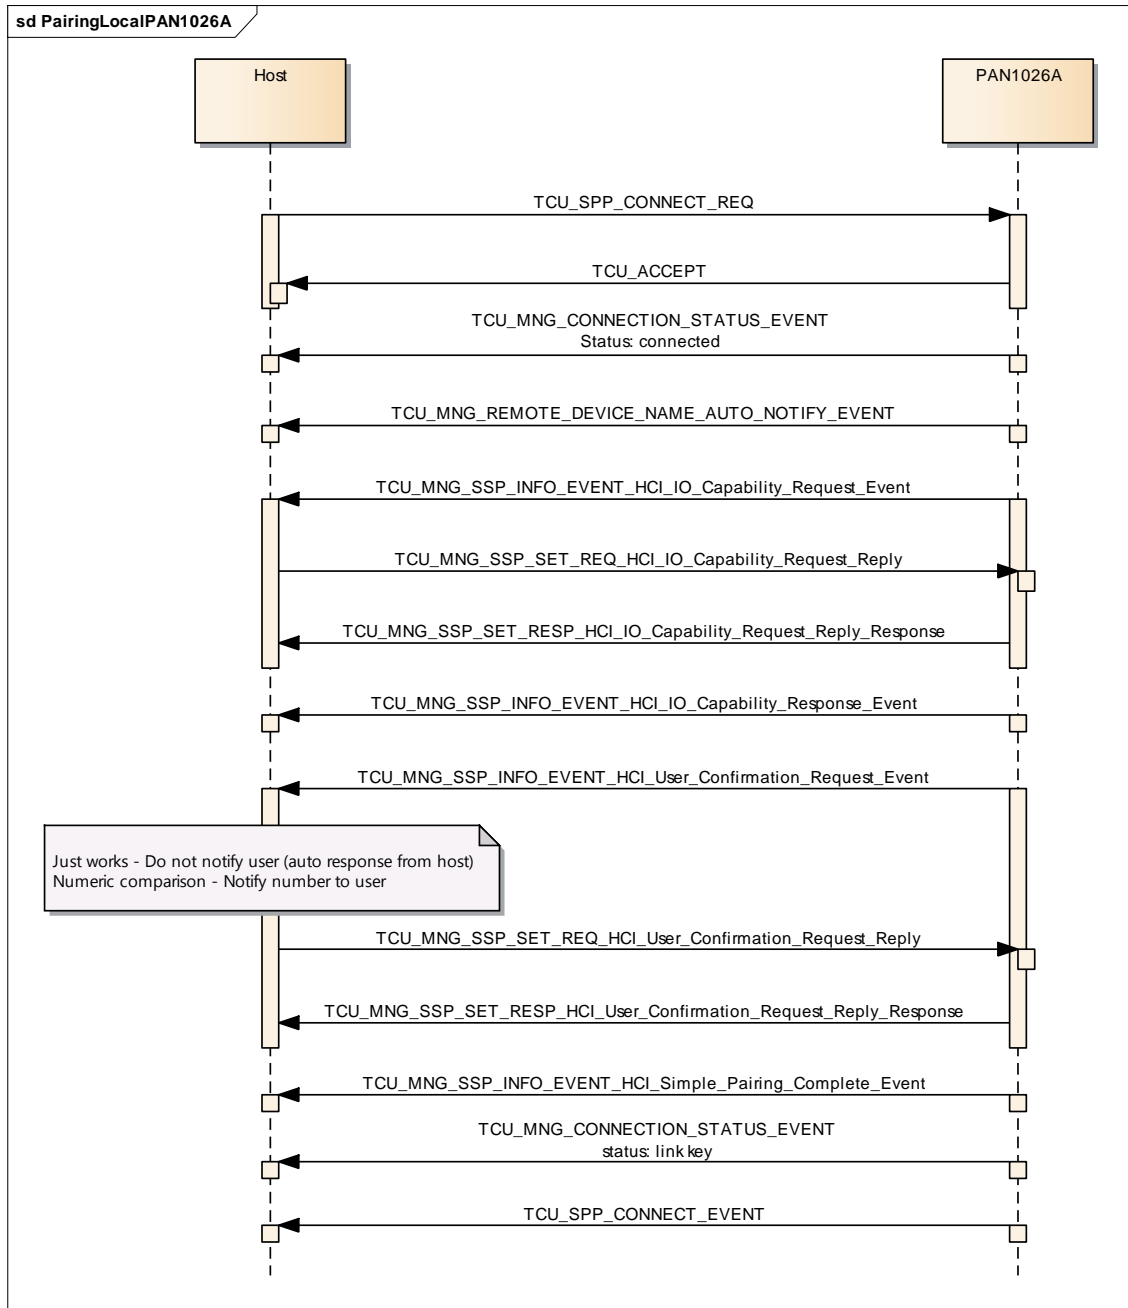 sd PairingLocalPAN1026A
Host
PAN1026A
TCU_SPP_CONNECT_REQ
TCU_ACCEPT
TCU_MNG_CONNECTION_STATUS_EVENT
Status: connected
TCU_MNG_REMOTE_DEVICE_NAME_AUTO_NOTIFY_EVENT
TCU_MNG_SSP_INFO_EVENT_HCI_IO_Capability_Request_Event
TCU_MNG_SSP_SET_REQ_HCI_IO_Capability_Request_Reply
TCU_MNG_SSP_SET_RESP_HCI_IO_Capability_Request_Reply_Response
TCU_MNG_SSP_INFO_EVENT_HCI_IO_Capability_Response_Event
TCU_MNG_SSP_INFO_EVENT_HCI_User_Confirmation_Request_Event
Just works - Do not notify user (auto response from host)
Numeric comparison - Notify number to user
TCU_MNG_SSP_SET_REQ_HCI_User_Confirmation_Request_Reply
TCU_MNG_SSP_SET_RESP_HCI_User_Confirmation_Request_Reply_Response
TCU_MNG_SSP_INFO_EVENT_HCI_Simple_Pairing_Complete_Event
TCU_MNG_CONNECTION_STATUS_EVENT
status: link key
TCU_SPP_CONNECT_EVENT